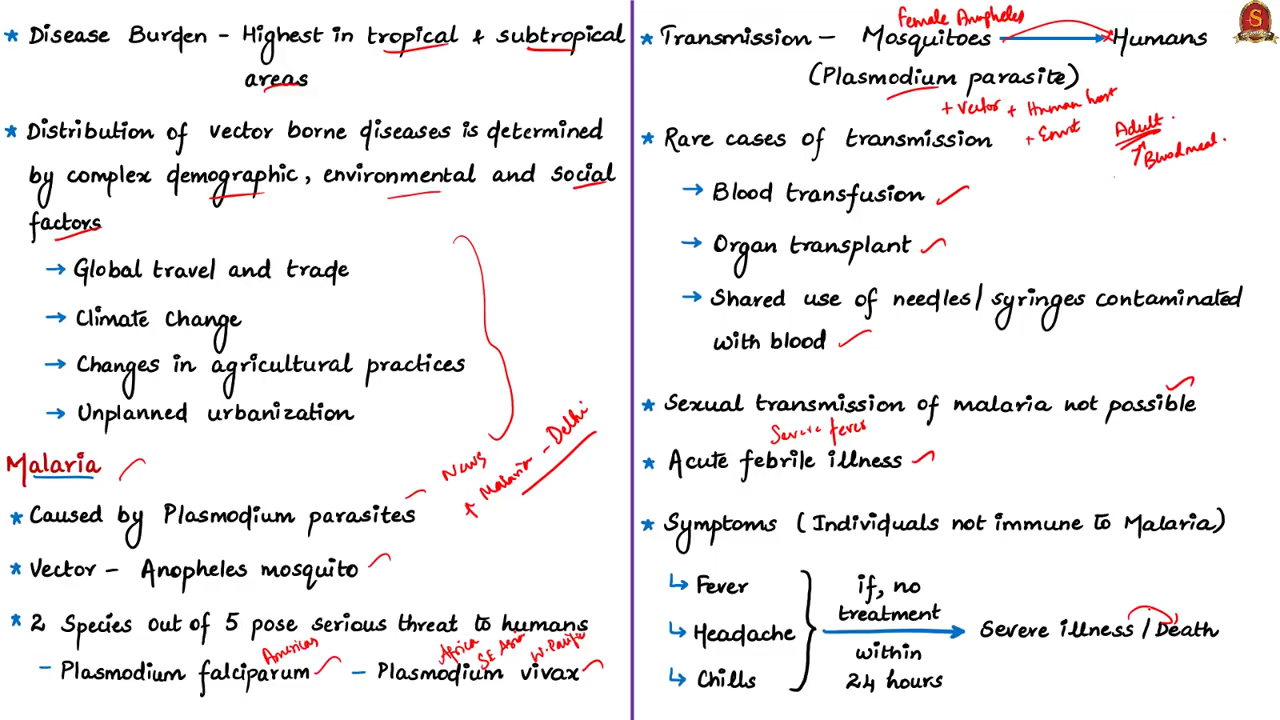 * Disease Burden - Highest in tropical & subtropical
areas
* Distribution of vector borne diseases is determined
by complex demographic, environmental and social
factors
→ Global travel and trade
→ Climate Change
→ Changes in agricultural practices
→ Unplanned urbanization
News
+ Malaria - Delhi
Malaria
* Caused by Plasmodium parasites
* Vector - Anopheles mosquito
* 2 Species out of 5 pose serious threat to humans
Americas
Africa
SE Asia
W. Pacific
- Plasmodium falciparum - Plasmodium vivax
S
Female Anopheles
* Transmission - Mosquitoes → Humans
(Plasmodium parasite)
+ Vector + Human host
+ Envt
Adult.
↑ Blood meal.
* Rare cases of transmission
→ Blood transfusion
→ Organ transplant
→ Shared use of needles/syringes contaminated
with blood
* Sexual transmission of malaria not possible
Severe fever
* Acute febrile illness
* Symptoms (Individuals not immune to Malaria)
↳ Fever
↳ Headache
↳ Chills
if, no
treatment
within
24 hours
Severe illness/Death